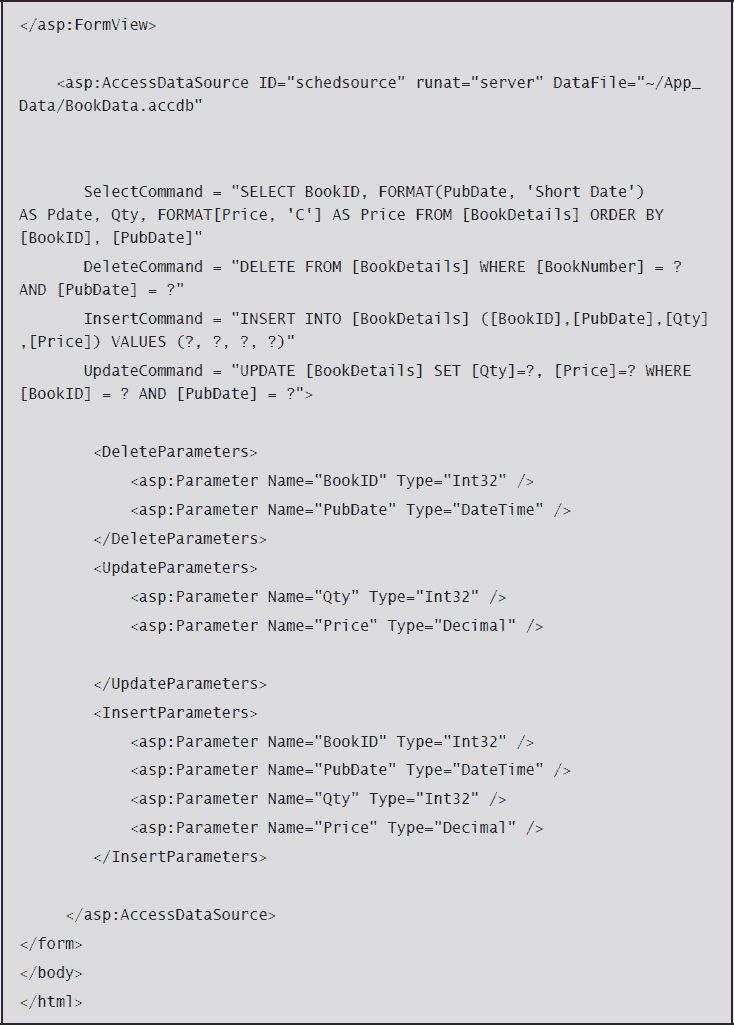 </asp:FormView>
<asp:AccessDataSource ID="schedsource" runat="server" DataFile="~/App_
Data/BookData.accdb"
SelectCommand = "SELECT BookID, FORMAT(PubDate, 'Short Date')
AS Pdate, Qty, FORMAT[Price, 'C'] AS Price FROM [BookDetails] ORDER BY
[BookID], [PubDate]"
DeleteCommand = "DELETE FROM [BookDetails] WHERE [BookNumber] = ?
AND [PubDate] = ?"
InsertCommand = "INSERT INTO [BookDetails] ([BookID],[PubDate],[Qty]
,[Price]) VALUES (?, ?, ?, ?)"
UpdateCommand = "UPDATE [BookDetails] SET [Qty]=?, [Price]=? WHERE
[BookID] = ? AND [PubDate] = ?">
<DeleteParameters>
<asp:Parameter Name="BookID" Type="Int32" />
<asp:Parameter Name="PubDate" Type="DateTime" />
</DeleteParameters>
<UpdateParameters>
<asp:Parameter Name="Qty" Type="Int32" />
<asp:Parameter Name="Price" Type="Decimal" />
</UpdateParameters>
<InsertParameters>
<asp:Parameter Name="BookID" Type="Int32" />
<asp:Parameter Name="PubDate" Type="DateTime" />
<asp:Parameter Name="Qty" Type="Int32" />
<asp:Parameter Name="Price" Type="Decimal" />
</InsertParameters>
</asp:AccessDataSource>
</form>
</body>
</html>